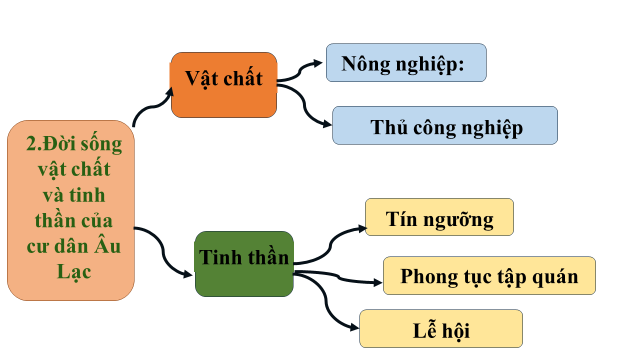 2.Đời sống
vật chất
và tinh
thần của
cư dân Âu
Lạc
Vật chất
Nông nghiệp:
Thủ công nghiệp
Tinh thần
Tín ngưỡng
Phong tục tập quán
Lễ hội